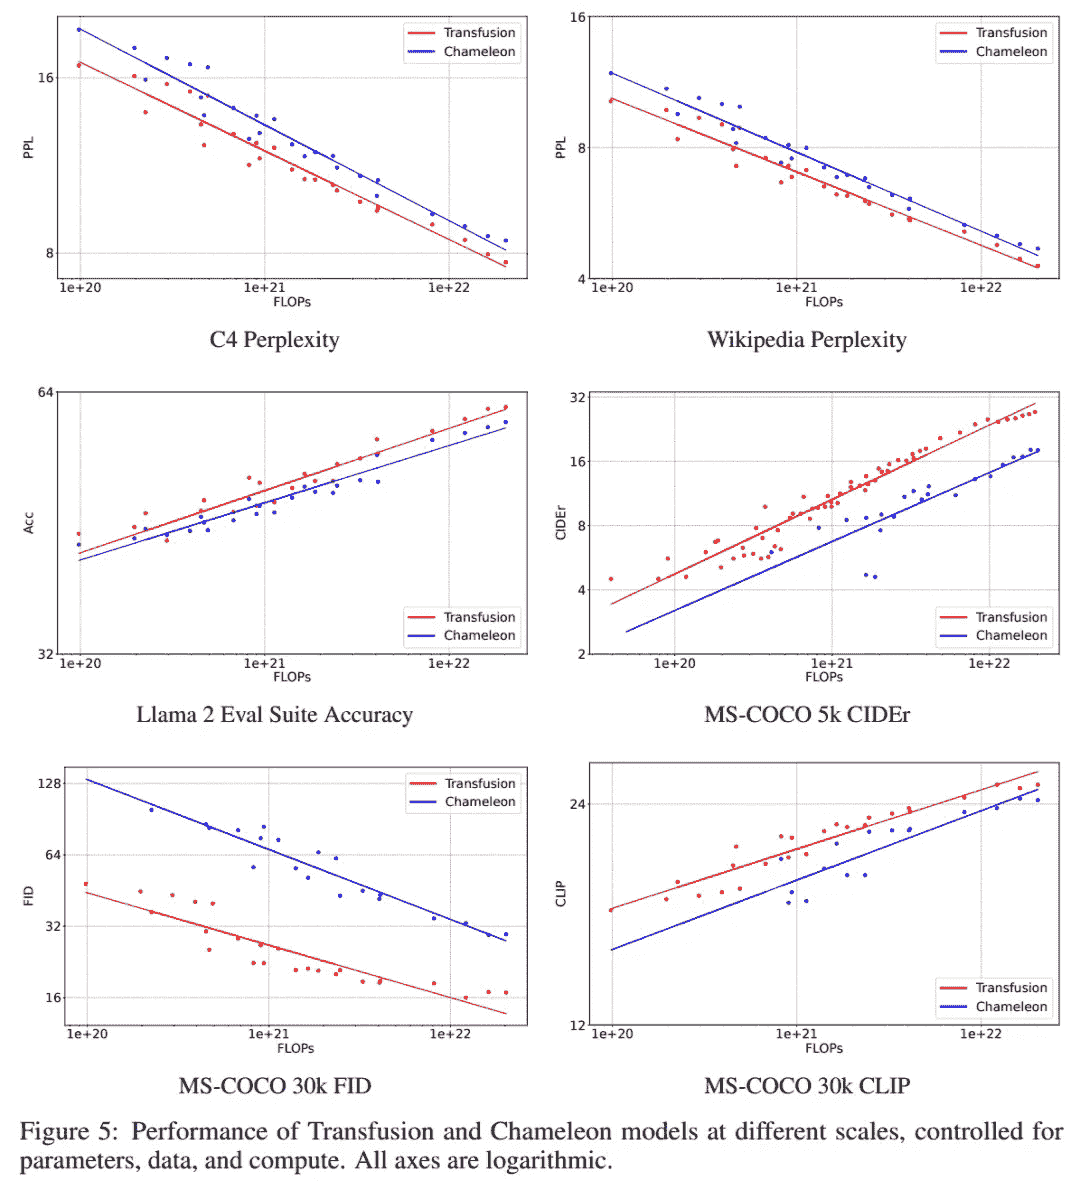 Transfusion
Chameleon
16
8
PPL
1e+20
1e+21
1e+22
FLOPs
C4 Perplexity
Transfusion
Chameleon
16
8
4
PPL
1e+20
1e+21
1e+22
FLOPs
Wikipedia Perplexity
64
32
Acc
Transfusion
Chameleon
1e+20
1e+21
1e+22
FLOPs
Llama 2 Eval Suite Accuracy
32
16
8
4
2
CIDEr
Transfusion
Chameleon
1e+20
1e+21
1e+22
FLOPs
MS-COCO 5k CIDEr
Transfusion
Chameleon
128
64
32
16
FID
1e+20
1e+21
1e+22
FLOPs
MS-COCO 30k FID
24
12
CLIP
Transfusion
Chameleon
1e+20
1e+21
1e+22
FLOPs
MS-COCO 30k CLIP
Figure 5: Performance of Transfusion and Chameleon models at different scales, controlled for
parameters, data, and compute. All axes are logarithmic.